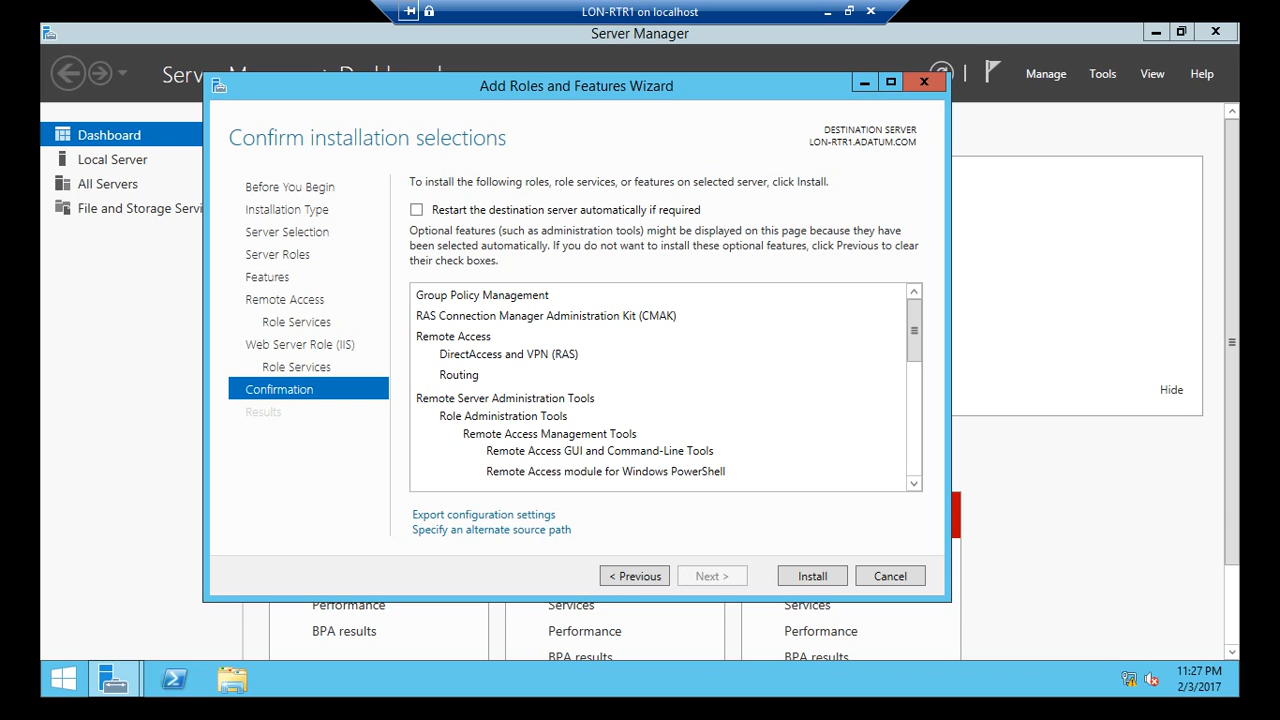 LON-RTR1 on localhost
Server Manager
Manage
Tools
View
Help
Dashboard
Local Server
All Servers
File and Storage Servi
Add Roles and Features Wizard
Confirm installation selections
DESTINATION SERVER
LON-RTR1.ADATUM.COM
Before You Begin
Installation Type
Server Selection
Server Roles
Features
Remote Access
Role Services
Web Server Role (IIS)
Role Services
Confirmation
Results
To install the following roles, role services, or features on selected server, click Install.
Restart the destination server automatically if required
Optional features (such as administration tools) might be displayed on this page because they have
been selected automatically. If you do not want to install these optional features, click Previous to clear
their check boxes.
Group Policy Management
RAS Connection Manager Administration Kit (CMAK)
Remote Access
DirectAccess and VPN (RAS)
Routing
Remote Server Administration Tools
Role Administration Tools
Remote Access Management Tools
Remote Access GUI and Command-Line Tools
Remote Access module for Windows PowerShell
Export configuration settings
Specify an alternate source path
< Previous
Next >
Install
Cancel
Hide
Performance
BPA results
Services
Performance
BPA results
Services
Performance
BPA results
11:27 PM
2/3/2017